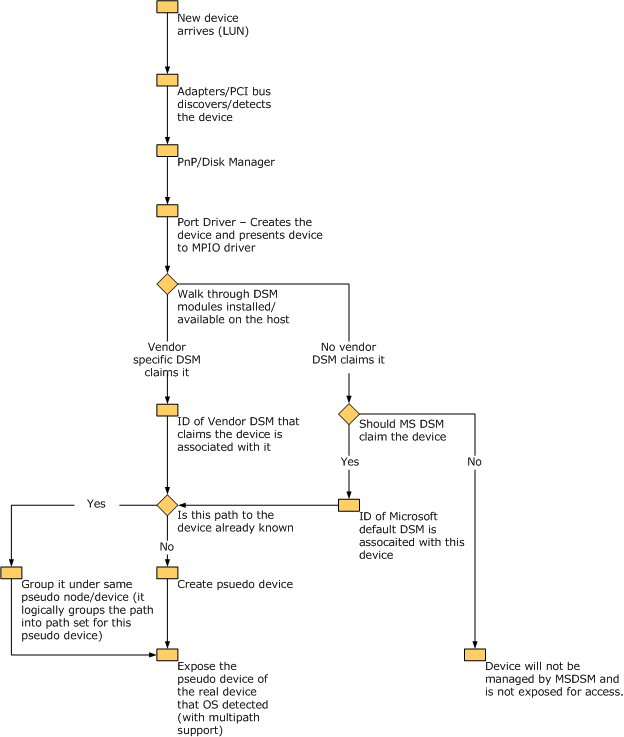 New device
arrives (LUN)
Adapters/PCI bus
discovers/detects
the device
PnP/Disk Manager
Port Driver – Creates the
device and presents device
to MPIO driver
Walk through DSM
modules installed/
available on the host
Vendor
specific DSM
claims it
No vendor
DSM claims it
ID of Vendor DSM that
claims the device is
associated with it
Should MS DSM
claim the device
Yes
No
Yes
Is this path to the
device already known
ID of Microsoft
default DSM is
assocaited with this
device
No
Group it under same
pseudo node/device (it
logically groups the path
into path set for this
pseudo device)
Create psuedo device
Expose the
pseudo device of
the real device
that OS detected
(with multipath
support)
Device will not be
managed by MSDSM and
is not exposed for access.